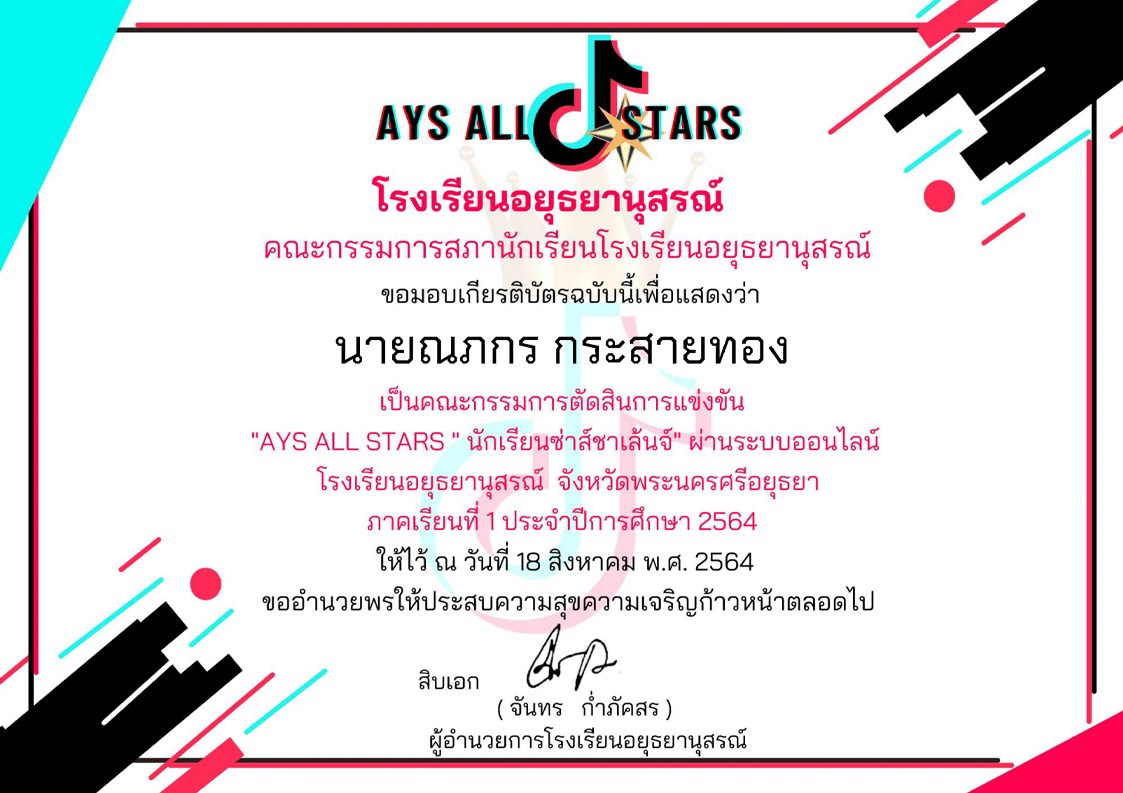 AYS ALL STARS
โรงเรียนอยุธยานุสรณ์
คณะกรรมการสภานักเรียนโรงเรียนอยุธยานุสรณ์
ขอมอบเกียรติบัตรฉบับนี้เพื่อแสดงว่า
นายณภกร กระสายทอง
เป็นคณะกรรมการตัดสินการแข่งขัน
"AYS ALL STARS " นักเรียนซ่าส์ชาเล้นจ์" ผ่านระบบออนไลน์
โรงเรียนอยุธยานุสรณ์ จังหวัดพระนครศรีอยุธยา
ภาคเรียนที่ 1 ประจำปีการศึกษา 2564
ให้ไว้ ณ วันที่ 18 สิงหาคม พ.ศ. 2564
ขออำนวยพรให้ประสบความสุขความเจริญก้าวหน้าตลอดไป
สิบเอก
( จันทร ก่ำภัคสร )
ผู้อำนวยการโรงเรียนอยุธยานุสรณ์